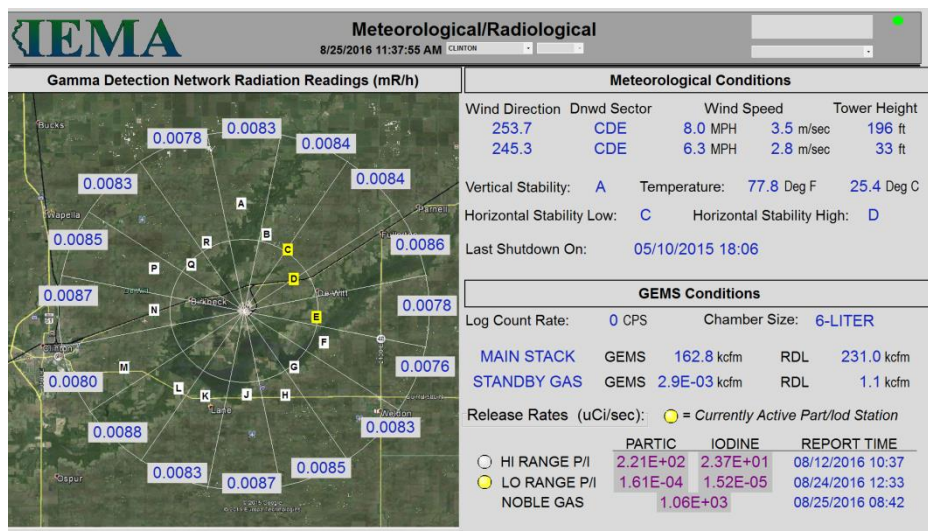 IEMA
Meteorological/Radiological
8/25/2016 11:37:55 AM CLINTON
Gamma Detection Network Radiation Readings (mR/h)
Bucks
0.0078
0.0083
0.0084
0.0083
0.0084
A
Wapella
Parnell
0.0085
R
B
C
0.0086
P
Q
D
0.0087
N
Birkbeck
De Witt
E
0.0078
Clinton
F
0.0076
M
G
0.0080
L
K
J
H
Lane
Weldon
0.0088
0.0083
Ospur
0.0083
0.0087
0.0085
Meteorological Conditions
Wind Direction Dnwd Sector Wind Speed Tower Height
253.7 CDE 8.0 MPH 3.5 m/sec 196 ft
245.3 CDE 6.3 MPH 2.8 m/sec 33 ft
Vertical Stability: A Temperature: 77.8 Deg F 25.4 Deg C
Horizontal Stability Low: C Horizontal Stability High: D
Last Shutdown On: 05/10/2015 18:06
GEMS Conditions
Log Count Rate: 0 CPS Chamber Size: 6-LITER
MAIN STACK GEMS 162.8 kcfm RDL 231.0 kcfm
STANDBY GAS GEMS 2.9E-03 kcfm RDL 1.1 kcfm
Release Rates (uCi/sec): = Currently Active Part/Iod Station
PARTIC IODINE REPORT TIME
HI RANGE P/I 2.21E+02 2.37E+01 08/12/2016 10:37
LO RANGE P/I 1.61E-04 1.52E-05 08/24/2016 12:33
NOBLE GAS 1.06E+03 08/25/2016 08:42